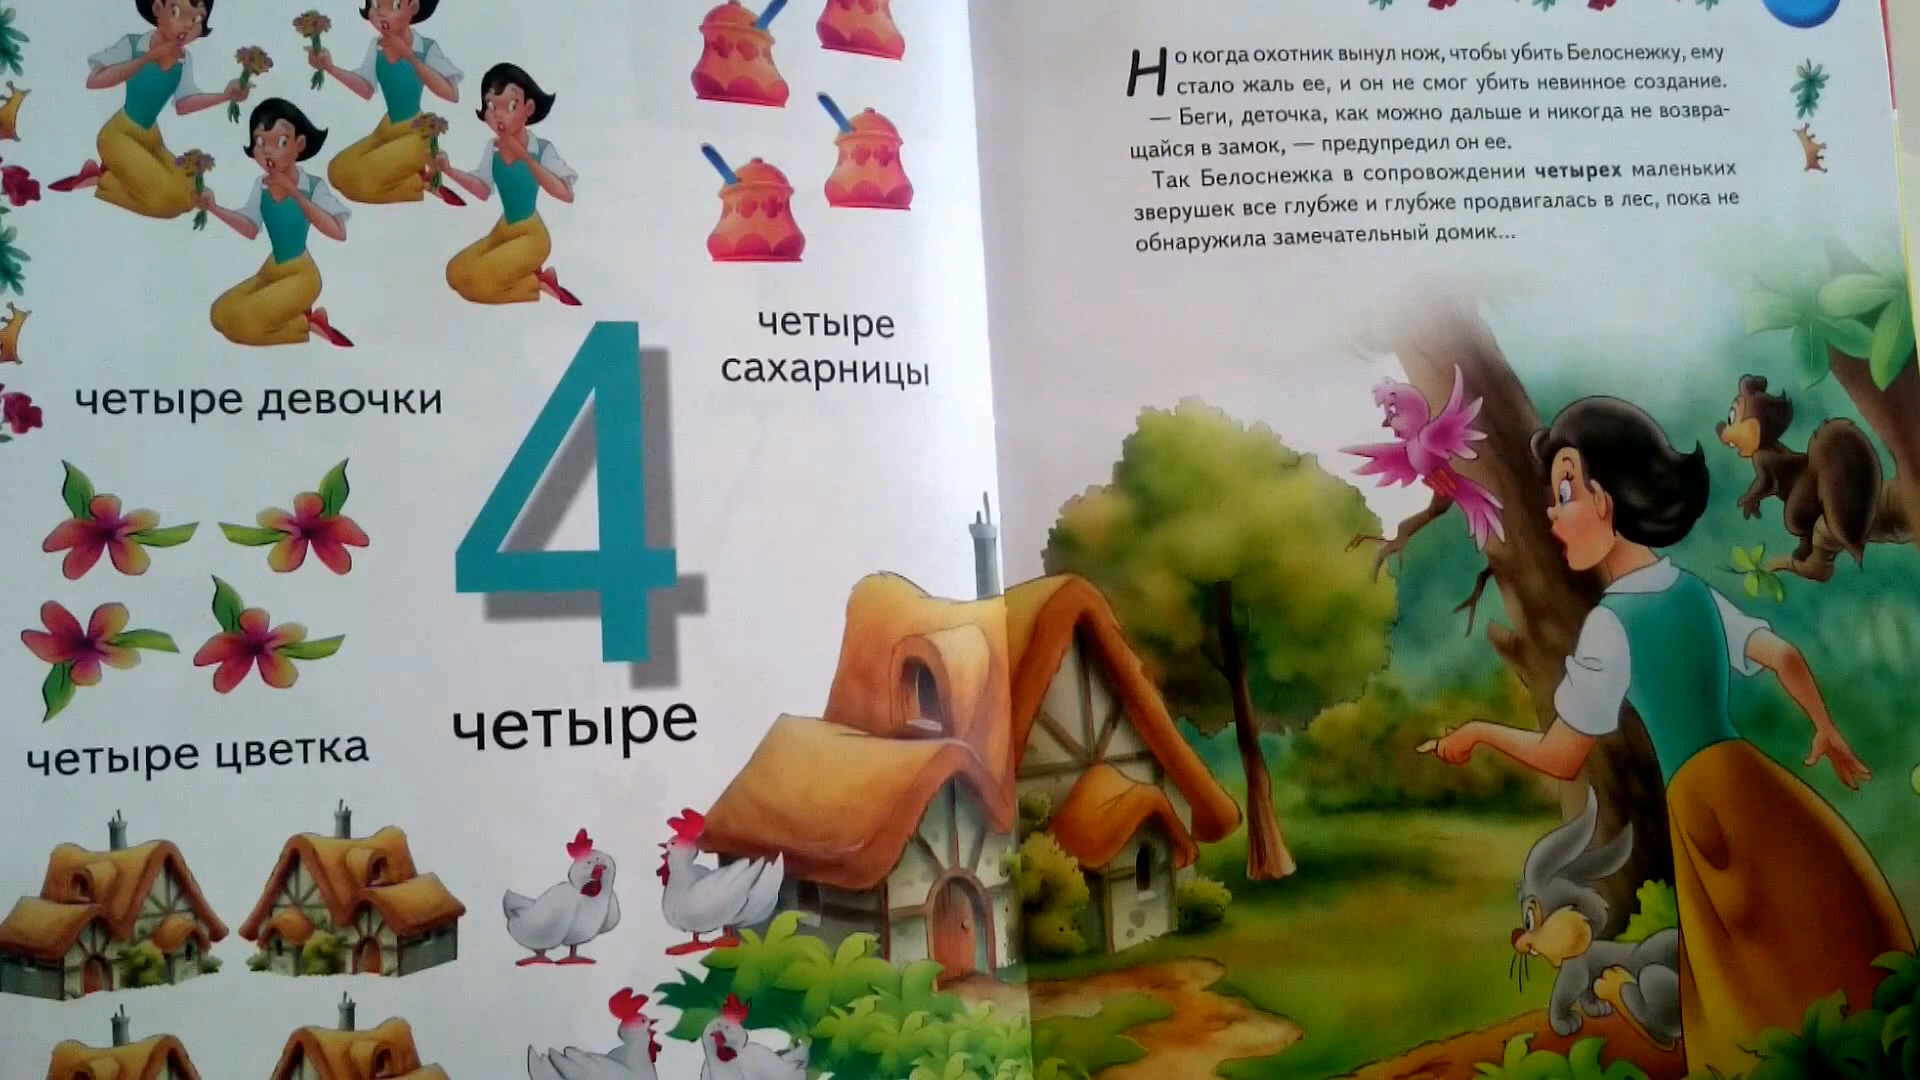 четыре девочки
четыре
сахарницы
4
четыре цветка
четыре
Но когда охотник вынул нож, чтобы убить Белоснежку, ему
стало жаль ее, и он не смог убить невинное создание.
— Беги, деточка, как можно дальше и никогда не возвра-
щайся в замок, — предупредил он ее.
Так Белоснежка в сопровождении четырех маленьких
зверушек все глубже и глубже продвигалась в лес, пока не
обнаружила замечательный домик...